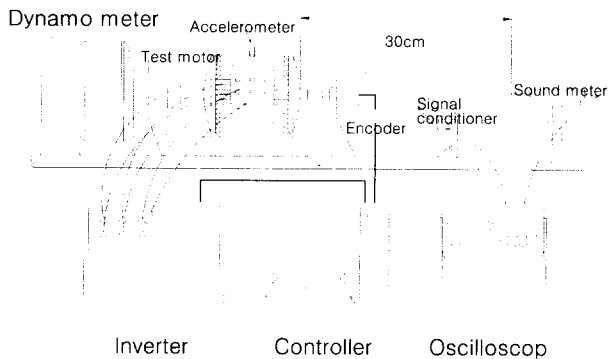 Dynamo meter
Accelerometer
30cm
Test motor
Sound meter
Signal
conditioner
Encoder
Inverter
Controller
Oscilloscop